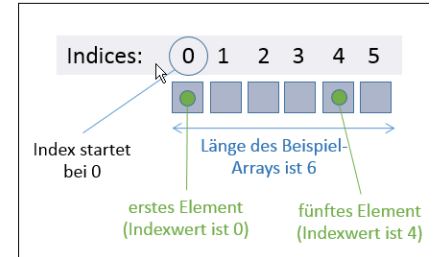 Indices: 0 1 2 3 4 5
Index startet
bei 0
Länge des Beispiel-
Arrays ist 6
erstes Element
(Indexwert ist 0)
fünftes Element
(Indexwert ist 4)